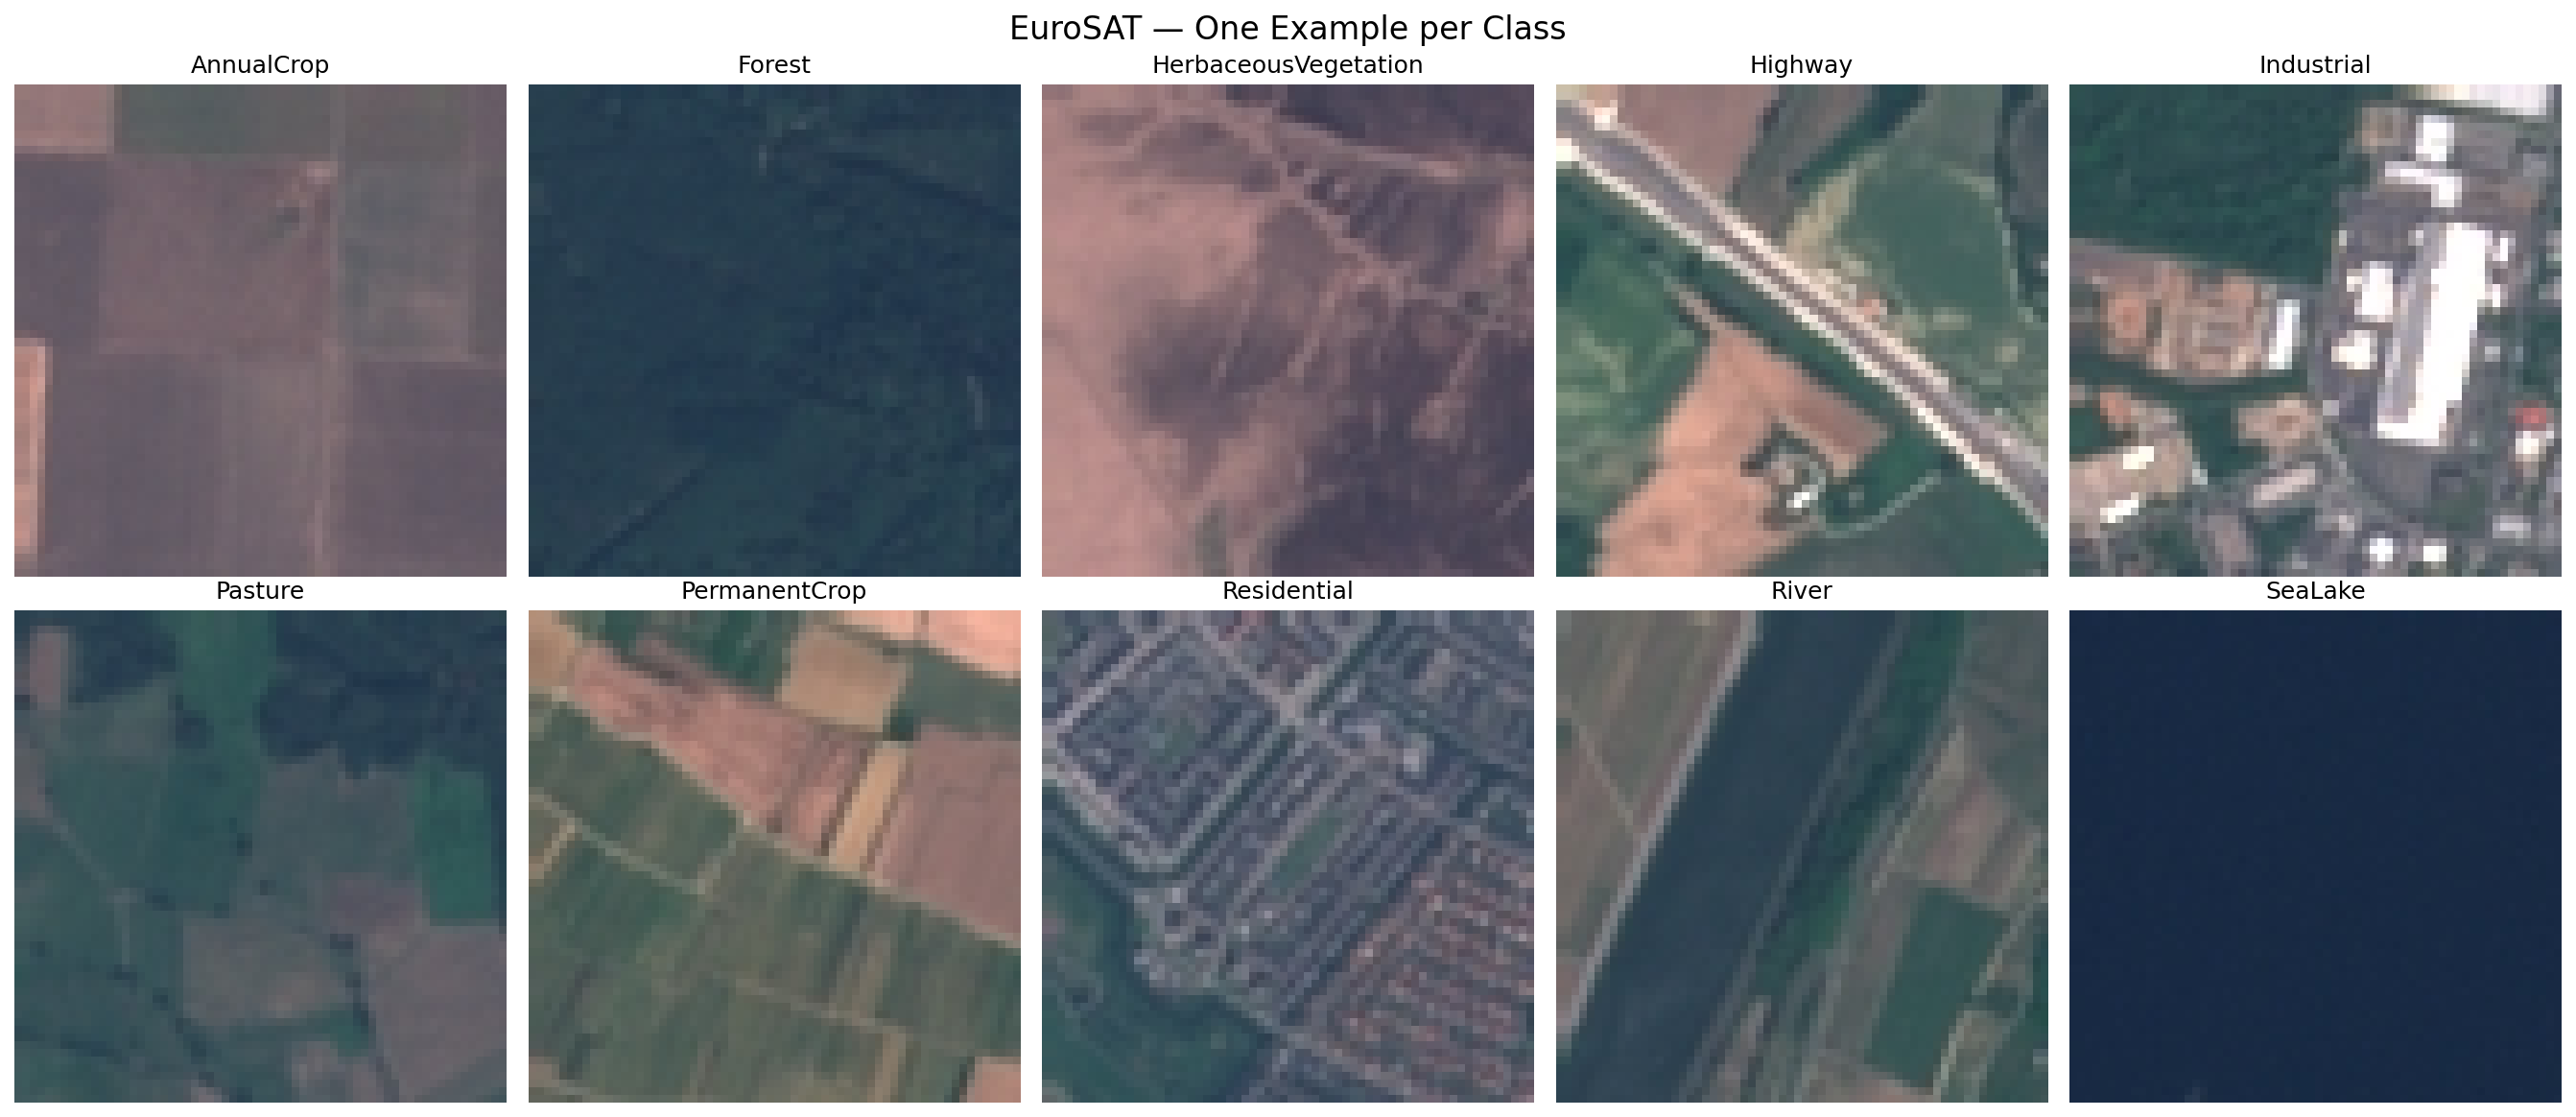 EuroSAT — One Example per Class
AnnualCrop
Forest
HerbaceousVegetation
Highway
Industrial
Pasture
PermanentCrop
Residential
River
SeaLake